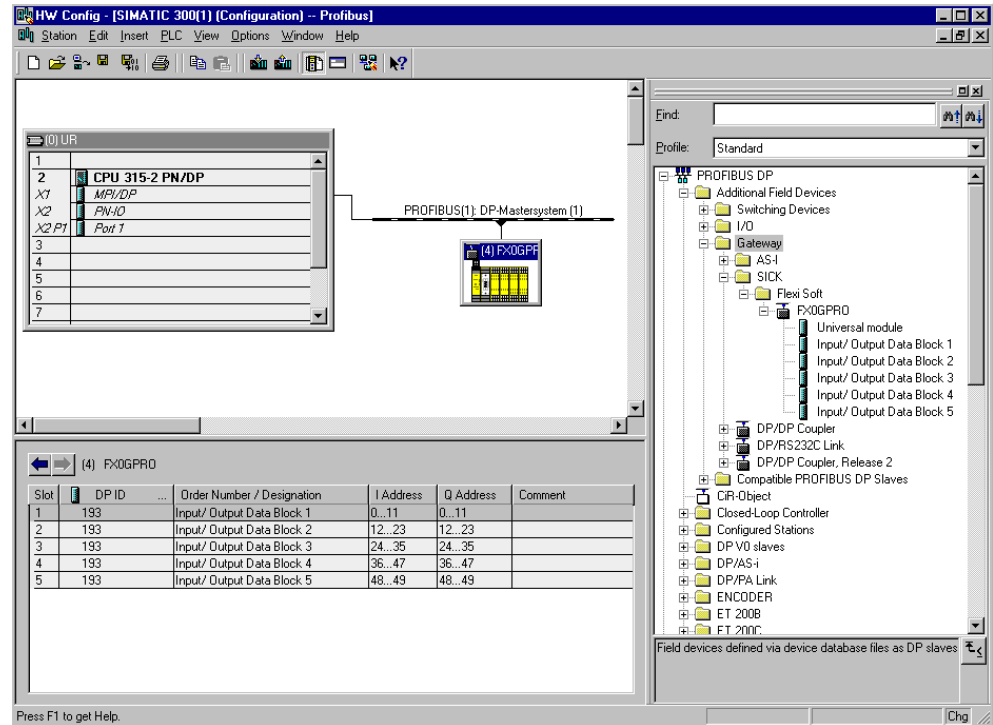 HW Config - [SIMATIC 300(1) (Configuration) -- Profibus]
Station Edit Insert PLC View Options Window Help
(0) UR
1
2 CPU 315-2 PN/DP
X1 MPI/DP
X2 PN-IO
X2 P1 Port 1
3
4
5
6
7
PROFIBUS(1): DP-Mastersystem (1)
(4) FX0GPR
Find:
Profile: Standard
PROFIBUS DP
Additional Field Devices
Switching Devices
I/O
Gateway
AS-I
SICK
Flexi Soft
FX0GPRO
Universal module
Input/ Output Data Block 1
Input/ Output Data Block 2
Input/ Output Data Block 3
Input/ Output Data Block 4
Input/ Output Data Block 5
DP/DP Coupler
DP/RS232C Link
DP/DP Coupler, Release 2
Compatible PROFIBUS DP Slaves
CiR-Object
Closed-Loop Controller
Configured Stations
DP V0 slaves
DP/AS-i
DP/PA Link
ENCODER
ET 200B
ET 200C
Field devices defined via device database files as DP slaves
(4) FX0GPRO
Slot DP ID ... Order Number / Designation I Address Q Address Comment
1 193 Input/ Output Data Block 1 0...11 0...11
2 193 Input/ Output Data Block 2 12...23 12...23
3 193 Input/ Output Data Block 3 24...35 24...35
4 193 Input/ Output Data Block 4 36...47 36...47
5 193 Input/ Output Data Block 5 48...49 48...49
Press F1 to get Help.
Chg